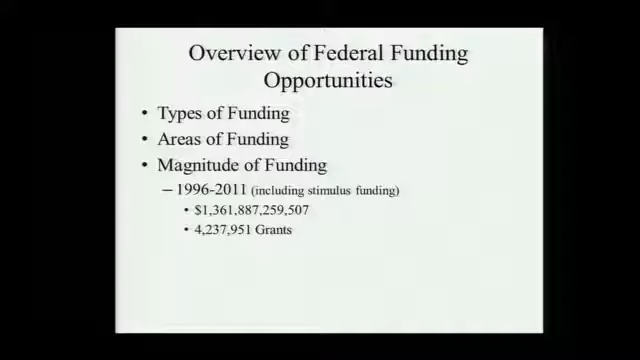 Overview of Federal Funding
Opportunities
• Types of Funding
• Areas of Funding
• Magnitude of Funding
– 1996-2011 (including stimulus funding)
• $1,361,887,259,507
• 4,237,951 Grants